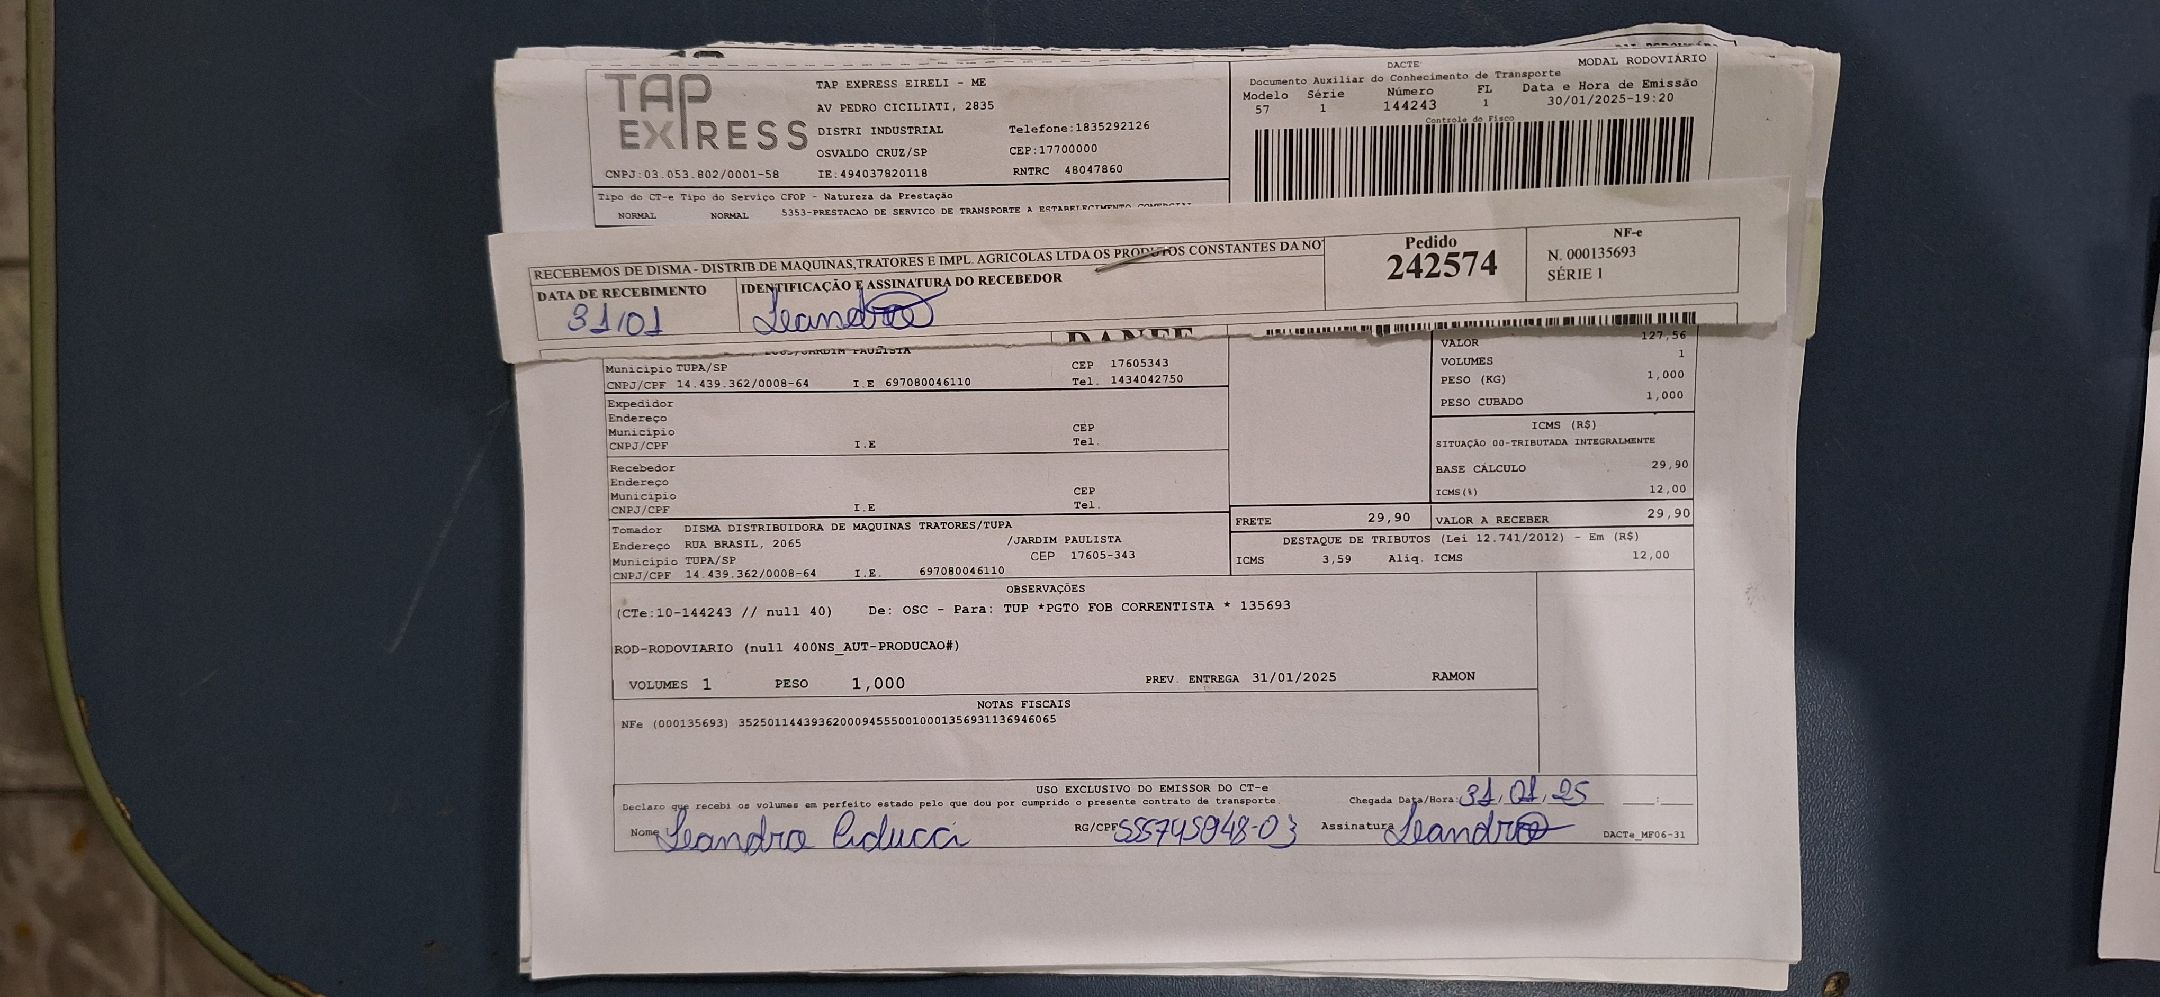 TAP EXPRESS
TAP EXPRESS EIRELI - ME
AV PEDRO CICILIATI, 2835
DISTRI INDUSTRIAL Telefone:1835292126
OSVALDO CRUZ/SP CEP:17700000
CNPJ:03.053.802/0001-58 IE:494037820118 RNTRC 48047860
Tipo do CT-e Tipo do Serviço CFOP - Natureza da Prestação
NORMAL NORMAL 5353-PRESTACAO DE SERVICO DE TRANSPORTE A ESTABELECIMENTO COMERCIAL
DACTE MODAL RODOVIÁRIO
Documento Auxiliar do Conhecimento de Transporte
Modelo Série Número FL Data e Hora de Emissão
57 1 144243 1 30/01/2025-19:20
Controle do Fisco
RECEBEMOS DE DISMA - DISTRIB.DE MAQUINAS,TRATORES E IMPL. AGRICOLAS LTDA OS PRODUTOS CONSTANTES DA NO
DATA DE RECEBIMENTO IDENTIFICAÇÃO E ASSINATURA DO RECEBEDOR
31/01 Leandro
Pedido
242574
NF-e
N. 000135693
SÉRIE 1
DANFE
/JARDIM PAULISTA
Município TUPA/SP CEP 17605343
CNPJ/CPF 14.439.362/0008-64 I.E 697080046110 Tel. 1434042750
Expedidor
Endereço
Município CEP
CNPJ/CPF I.E Tel.
Recebedor
Endereço
Município CEP
CNPJ/CPF I.E Tel.
Tomador DISMA DISTRIBUIDORA DE MAQUINAS TRATORES/TUPA
Endereço RUA BRASIL, 2065 /JARDIM PAULISTA
Município TUPA/SP CEP 17605-343
CNPJ/CPF 14.439.362/0008-64 I.E. 697080046110
VALOR 127,56
VOLUMES 1
PESO (KG) 1,000
PESO CUBADO 1,000
ICMS (R$)
SITUAÇÃO 00-TRIBUTADA INTEGRALMENTE
BASE CÁLCULO 29,90
ICMS(%) 12,00
FRETE 29,90 VALOR A RECEBER 29,90
DESTAQUE DE TRIBUTOS (Lei 12.741/2012) - Em (R$)
ICMS 3,59 Aliq. ICMS 12,00
OBSERVAÇÕES
(CTe:10-144243 // null 40) De: OSC - Para: TUP *PGTO FOB CORRENTISTA * 135693
ROD-RODOVIARIO (null 400NS_AUT-PRODUCAO#)
VOLUMES 1 PESO 1,000 PREV. ENTREGA 31/01/2025 RAMON
NOTAS FISCAIS
NFe (000135693) 35250114439362000945550010001356931136946065
USO EXCLUSIVO DO EMISSOR DO CT-e
Declaro que recebi os volumes em perfeito estado pelo que dou por cumprido o presente contrato de transporte. Chegada Data/Hora: 31,01,25
Nome Leandro RG/CPF 555745948-03 Assinatura Leandro DACTe_MF06-31